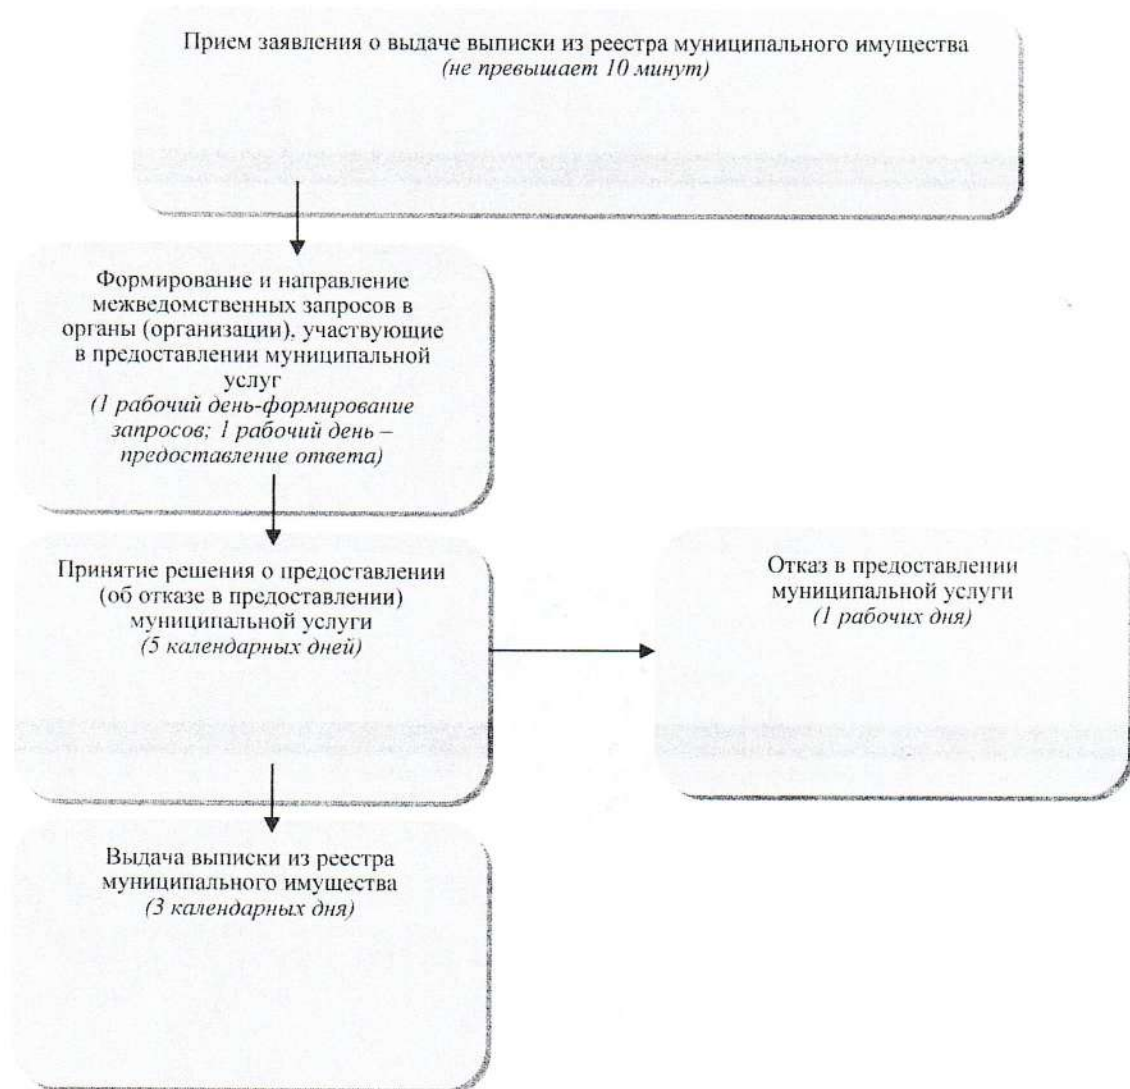 Прием заявления о выдаче выписки из реестра муниципального имущества
(не превышает 10 минут)
Формирование и направление
межведомственных запросов в
органы (организации), участвующие
в предоставлении муниципальной
услуг
(1 рабочий день-формирование
запросов; 1 рабочий день –
предоставление ответа)
Принятие решения о предоставлении
(об отказе в предоставлении)
муниципальной услуги
(5 календарных дней)
Отказ в предоставлении
муниципальной услуги
(1 рабочих дня)
Выдача выписки из реестра
муниципального имущества
(3 календарных дня)